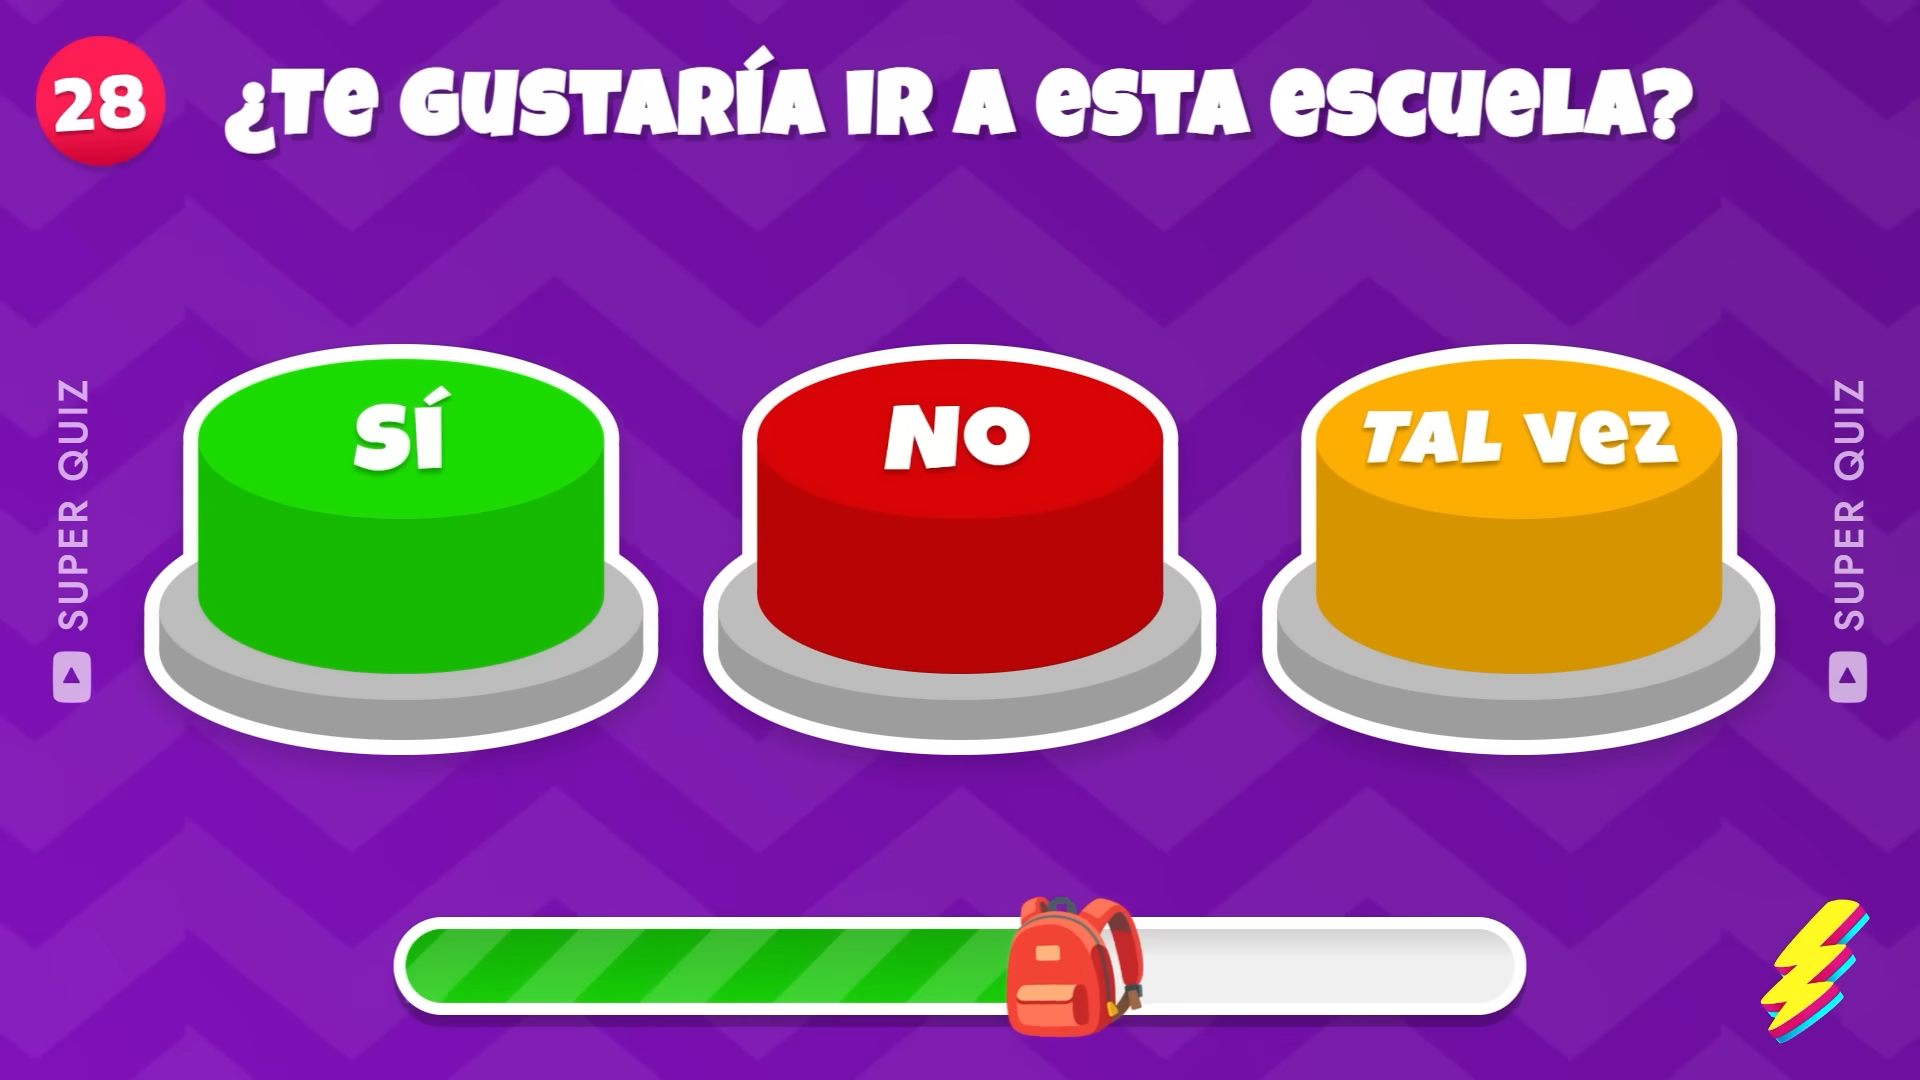 28
¿Te GUSTARÍA IR A eSTA eSCUeLA?
SÍ
NO
TAL Vez
SUPER QUIZ
SUPER QUIZ